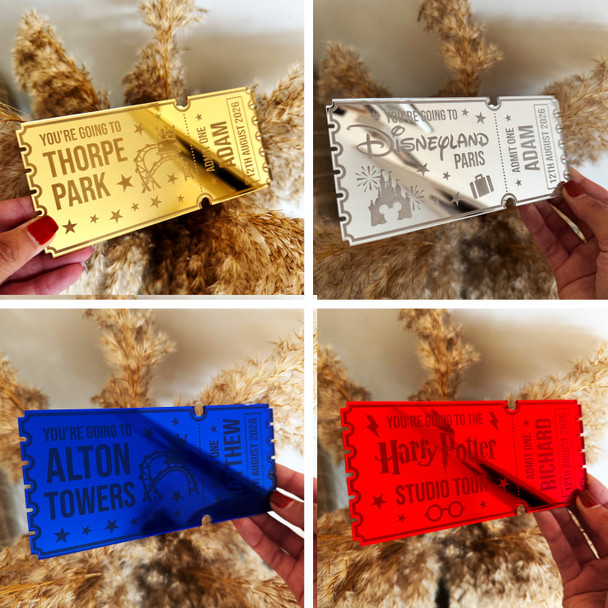 YOU'RE GOING TO
THORPE
PARK
ADMIT ONE
ADAM
12TH AUGUST 2026
YOU'RE GOING TO
Disneyland
PARIS
ADMIT ONE
ADAM
12TH AUGUST 2026
YOU'RE GOING TO
ALTON
TOWERS
ONE
AUGUST 2026
YOU'RE GOING TO THE
Harry Potter
STUDIO TOUR
ADMIT ONE
RICHARD
12TH AUGUST 2026